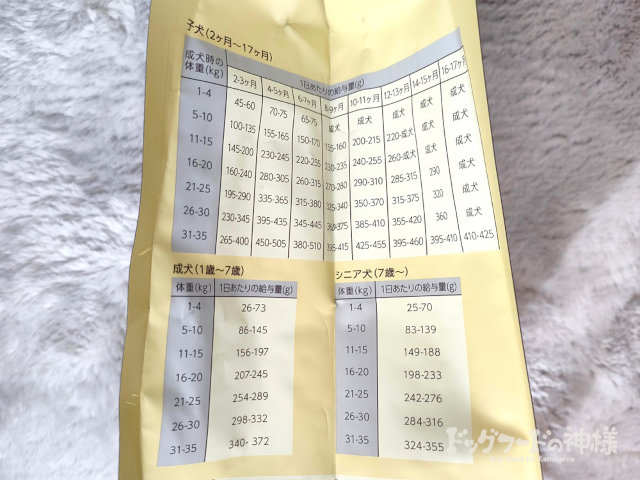 子犬(2ヶ月〜17ヶ月)
成犬時の体重(kg) 1日あたりの給与量(g)
2-3ヶ月 4-5ヶ月 6-7ヶ月 8-9ヶ月 10-11ヶ月 12-13ヶ月 14-15ヶ月 16-17ヶ月
1-4 45-60 70-75 65-75 成犬 成犬 成犬 成犬 成犬
5-10 100-135 155-165 150-170 200-215 220-成犬 成犬 成犬
11-15 145-200 230-245 220-255 230-235 240-255 260-成犬 成犬 成犬
16-20 160-240 280-305 260-315 270-280 290-310 285-315 290 成犬
21-25 195-290 335-365 315-380 350-370 315-375 320 成犬
26-30 230-345 395-435 345-445 385-410 355-420 360 成犬
31-35 265-400 450-505 380-510 395-415 425-455 395-460 395-410 410-425
成犬(1歳〜7歳)
体重(kg) 1日あたりの給与量(g)
1-4 26-73
5-10 86-145
11-15 156-197
16-20 207-245
21-25 254-289
26-30 298-332
31-35 340- 372
シニア犬(7歳〜)
体重(kg) 1日あたりの給与量(g)
1-4 25-70
5-10 83-139
11-15 149-188
16-20 198-233
21-25 242-276
26-30 284-316
31-35 324-355
ドッグフードの神様